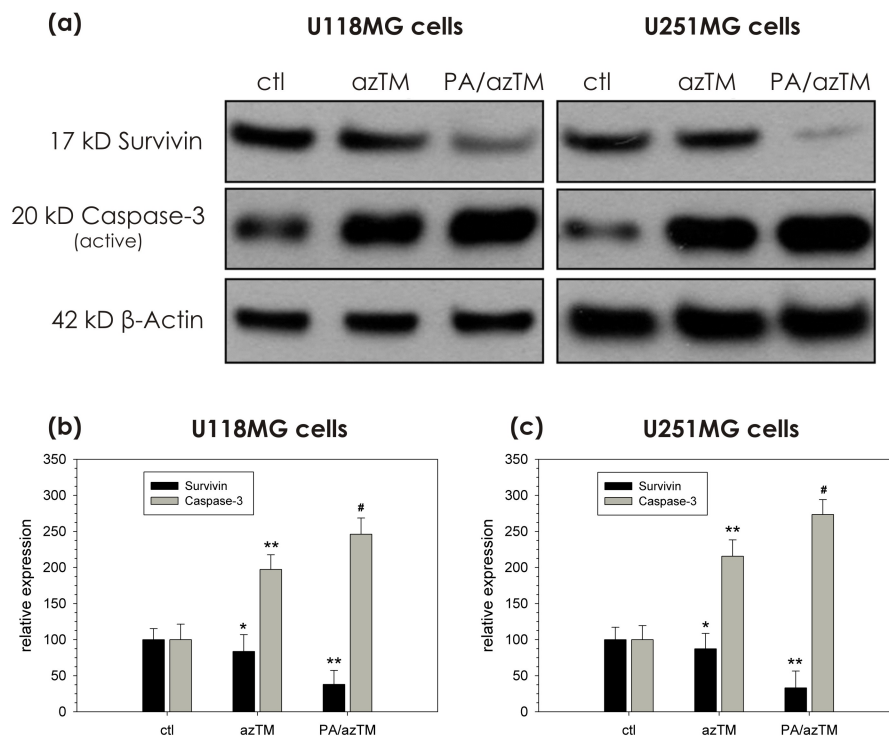 (a)
U118MG cells
U251MG cells
ctl azTM PA/azTM
ctl azTM PA/azTM
17 kD Survivin
20 kD Caspase-3
(active)
42 kD β-Actin
(b)
U118MG cells
350
300
250
200
150
100
50
0
relative expression
Survivin
Caspase-3
*
**
**
#
ctl azTM PA/azTM
(c)
U251MG cells
350
300
250
200
150
100
50
0
relative expression
Survivin
Caspase-3
*
**
**
#
ctl azTM PA/azTM